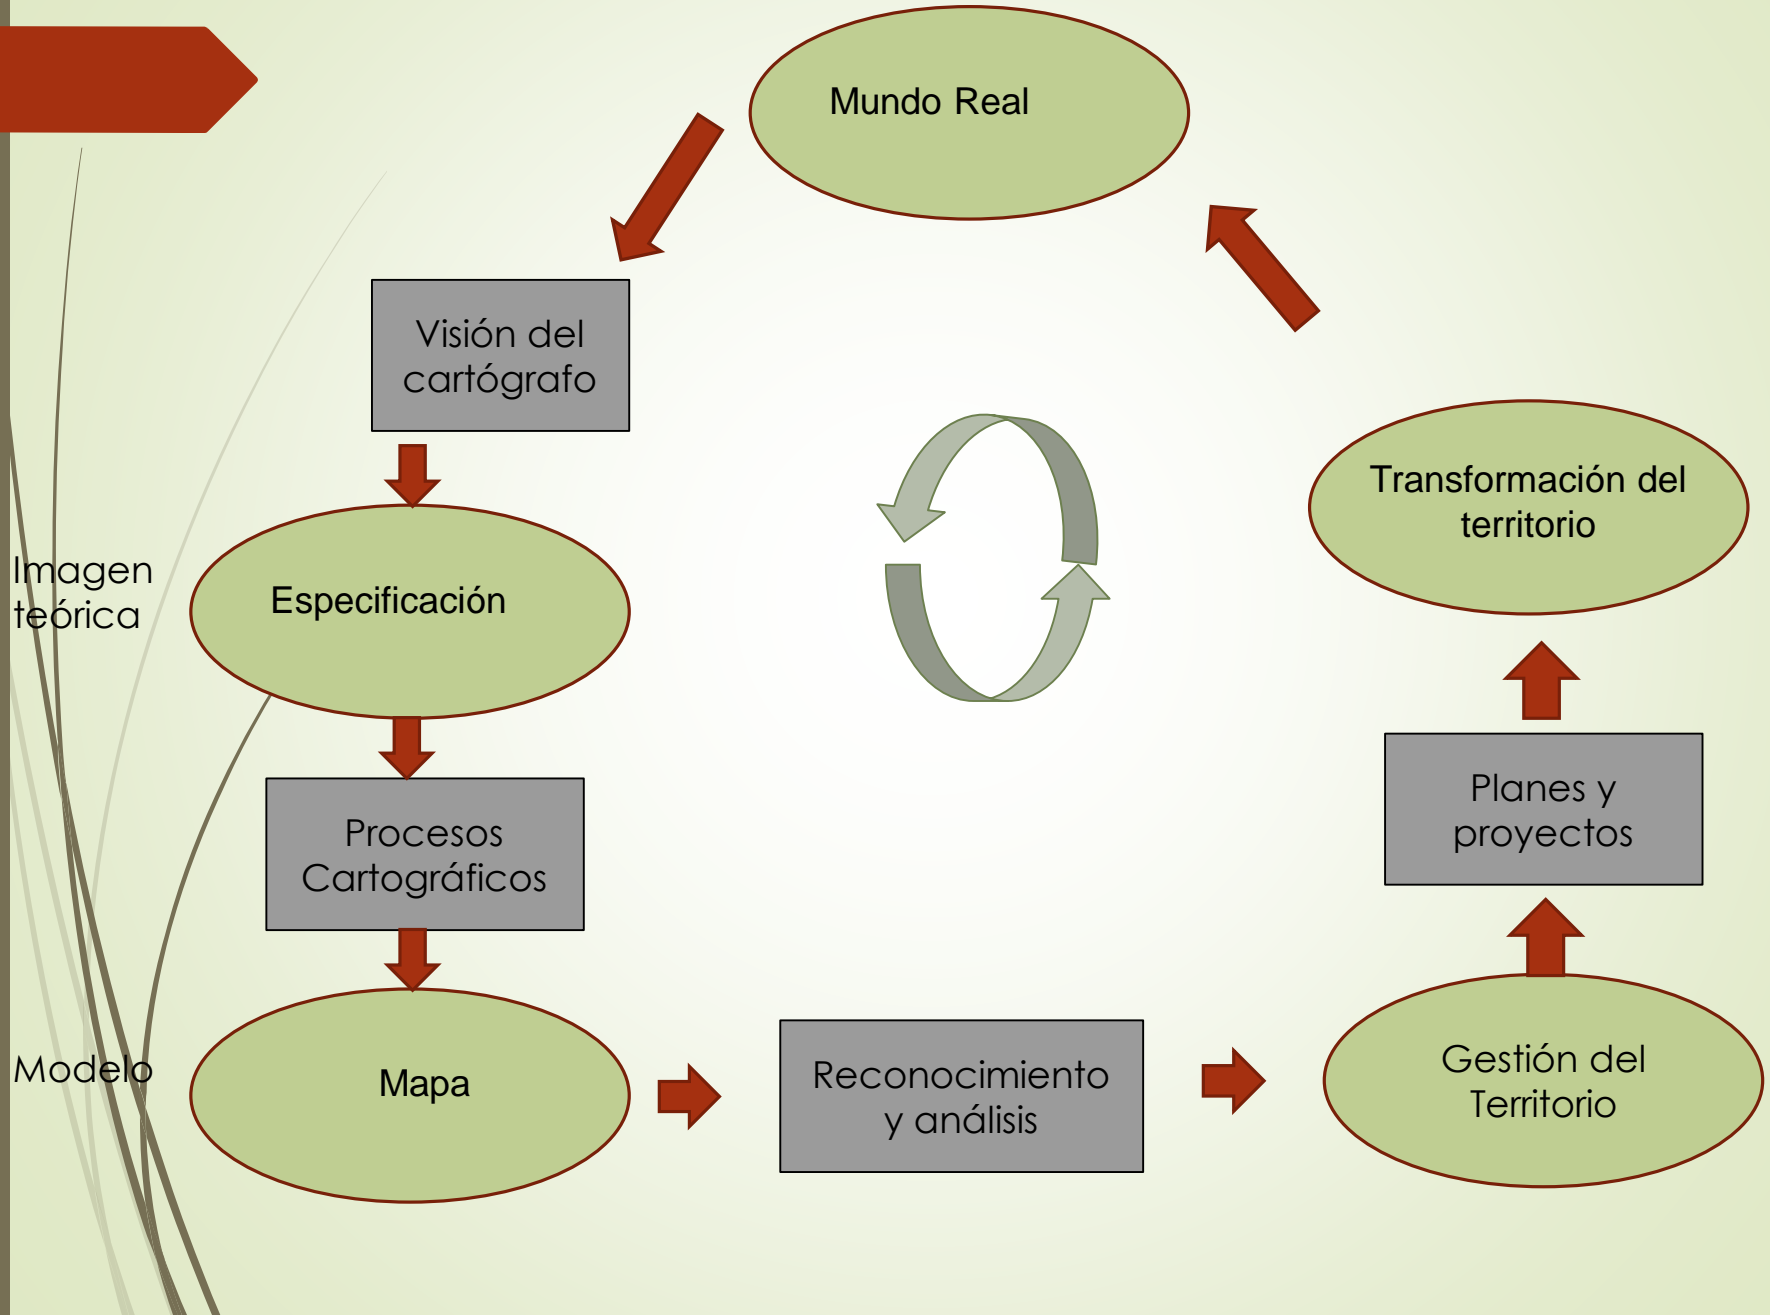 Mundo Real
Visión del
cartógrafo
Imagen
teórica
Especificación
Procesos
Cartográficos
Modelo
Mapa
Reconocimiento
y análisis
Gestión del
Territorio
Planes y
proyectos
Transformación del
territorio